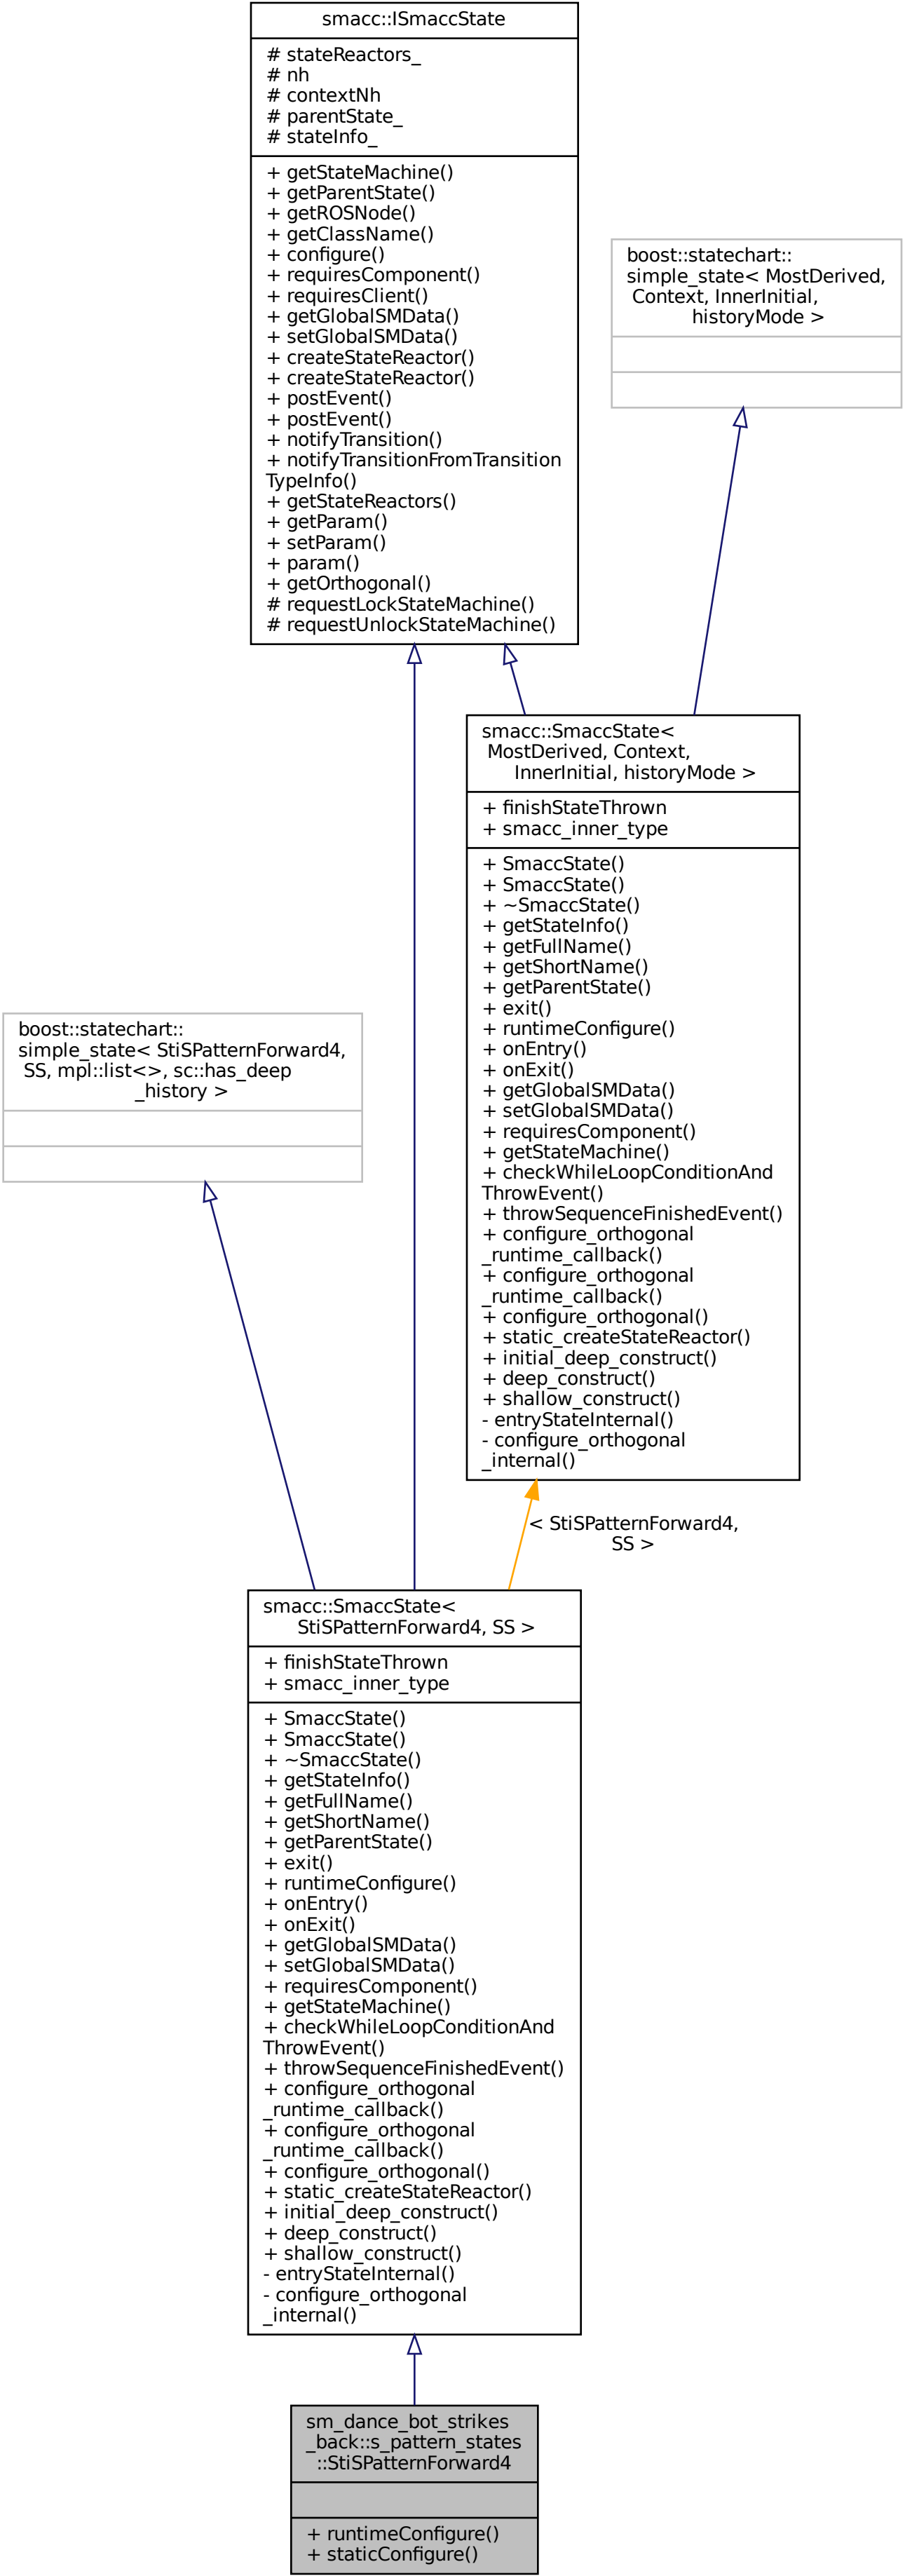 smacc::ISmaccState
# stateReactors_
# nh
# contextNh
# parentState_
# stateInfo_
+ getStateMachine()
+ getParentState()
+ getROSNode()
+ getClassName()
+ configure()
+ requiresComponent()
+ requiresClient()
+ getGlobalSMData()
+ setGlobalSMData()
+ createStateReactor()
+ createStateReactor()
+ postEvent()
+ postEvent()
+ notifyTransition()
+ notifyTransitionFromTransition
TypeInfo()
+ getStateReactors()
+ getParam()
+ setParam()
+ param()
+ getOrthogonal()
# requestLockStateMachine()
# requestUnlockStateMachine()
boost::statechart::
simple_state< MostDerived,
Context, InnerInitial,
historyMode >
smacc::SmaccState<
MostDerived, Context,
InnerInitial, historyMode >
+ finishStateThrown
+ smacc_inner_type
+ SmaccState()
+ SmaccState()
+ ~SmaccState()
+ getStateInfo()
+ getFullName()
+ getShortName()
+ getParentState()
+ exit()
+ runtimeConfigure()
+ onEntry()
+ onExit()
+ getGlobalSMData()
+ setGlobalSMData()
+ requiresComponent()
+ getStateMachine()
+ checkWhileLoopConditionAnd
ThrowEvent()
+ throwSequenceFinishedEvent()
+ configure_orthogonal
_runtime_callback()
+ configure_orthogonal
_runtime_callback()
+ configure_orthogonal()
+ static_createStateReactor()
+ initial_deep_construct()
+ deep_construct()
+ shallow_construct()
- entryStateInternal()
- configure_orthogonal
_internal()
boost::statechart::
simple_state< StiSPatternForward4,
SS, mpl::list<>, sc::has_deep
_history >
< StiSPatternForward4,
SS >
smacc::SmaccState<
StiSPatternForward4, SS >
+ finishStateThrown
+ smacc_inner_type
+ SmaccState()
+ SmaccState()
+ ~SmaccState()
+ getStateInfo()
+ getFullName()
+ getShortName()
+ getParentState()
+ exit()
+ runtimeConfigure()
+ onEntry()
+ onExit()
+ getGlobalSMData()
+ setGlobalSMData()
+ requiresComponent()
+ getStateMachine()
+ checkWhileLoopConditionAnd
ThrowEvent()
+ throwSequenceFinishedEvent()
+ configure_orthogonal
_runtime_callback()
+ configure_orthogonal
_runtime_callback()
+ configure_orthogonal()
+ static_createStateReactor()
+ initial_deep_construct()
+ deep_construct()
+ shallow_construct()
- entryStateInternal()
- configure_orthogonal
_internal()
sm_dance_bot_strikes
_back::s_pattern_states
::StiSPatternForward4
+ runtimeConfigure()
+ staticConfigure()